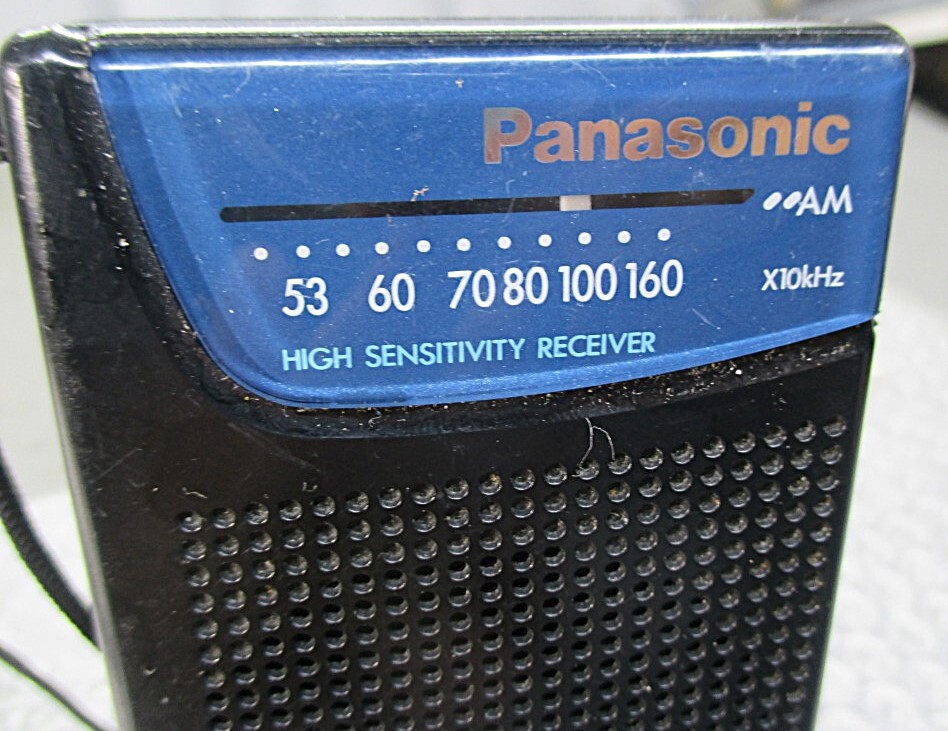 Panasonic
AM
53 60 70 80 100 160 X10kHz
HIGH SENSITIVITY RECEIVER